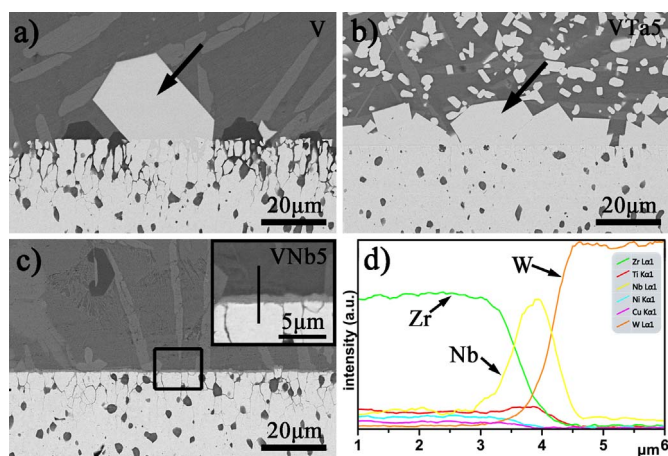 a)
V
20μm
b)
VTa5
20μm
c)
VNb5
5μm
20μm
d)
intensity (a.u.)
Zr
Nb
W
Zr Lα1
Ti Kα1
Nb Lα1
Ni Kα1
Cu Kα1
W Lα1
1 2 3 4 5 6
μm